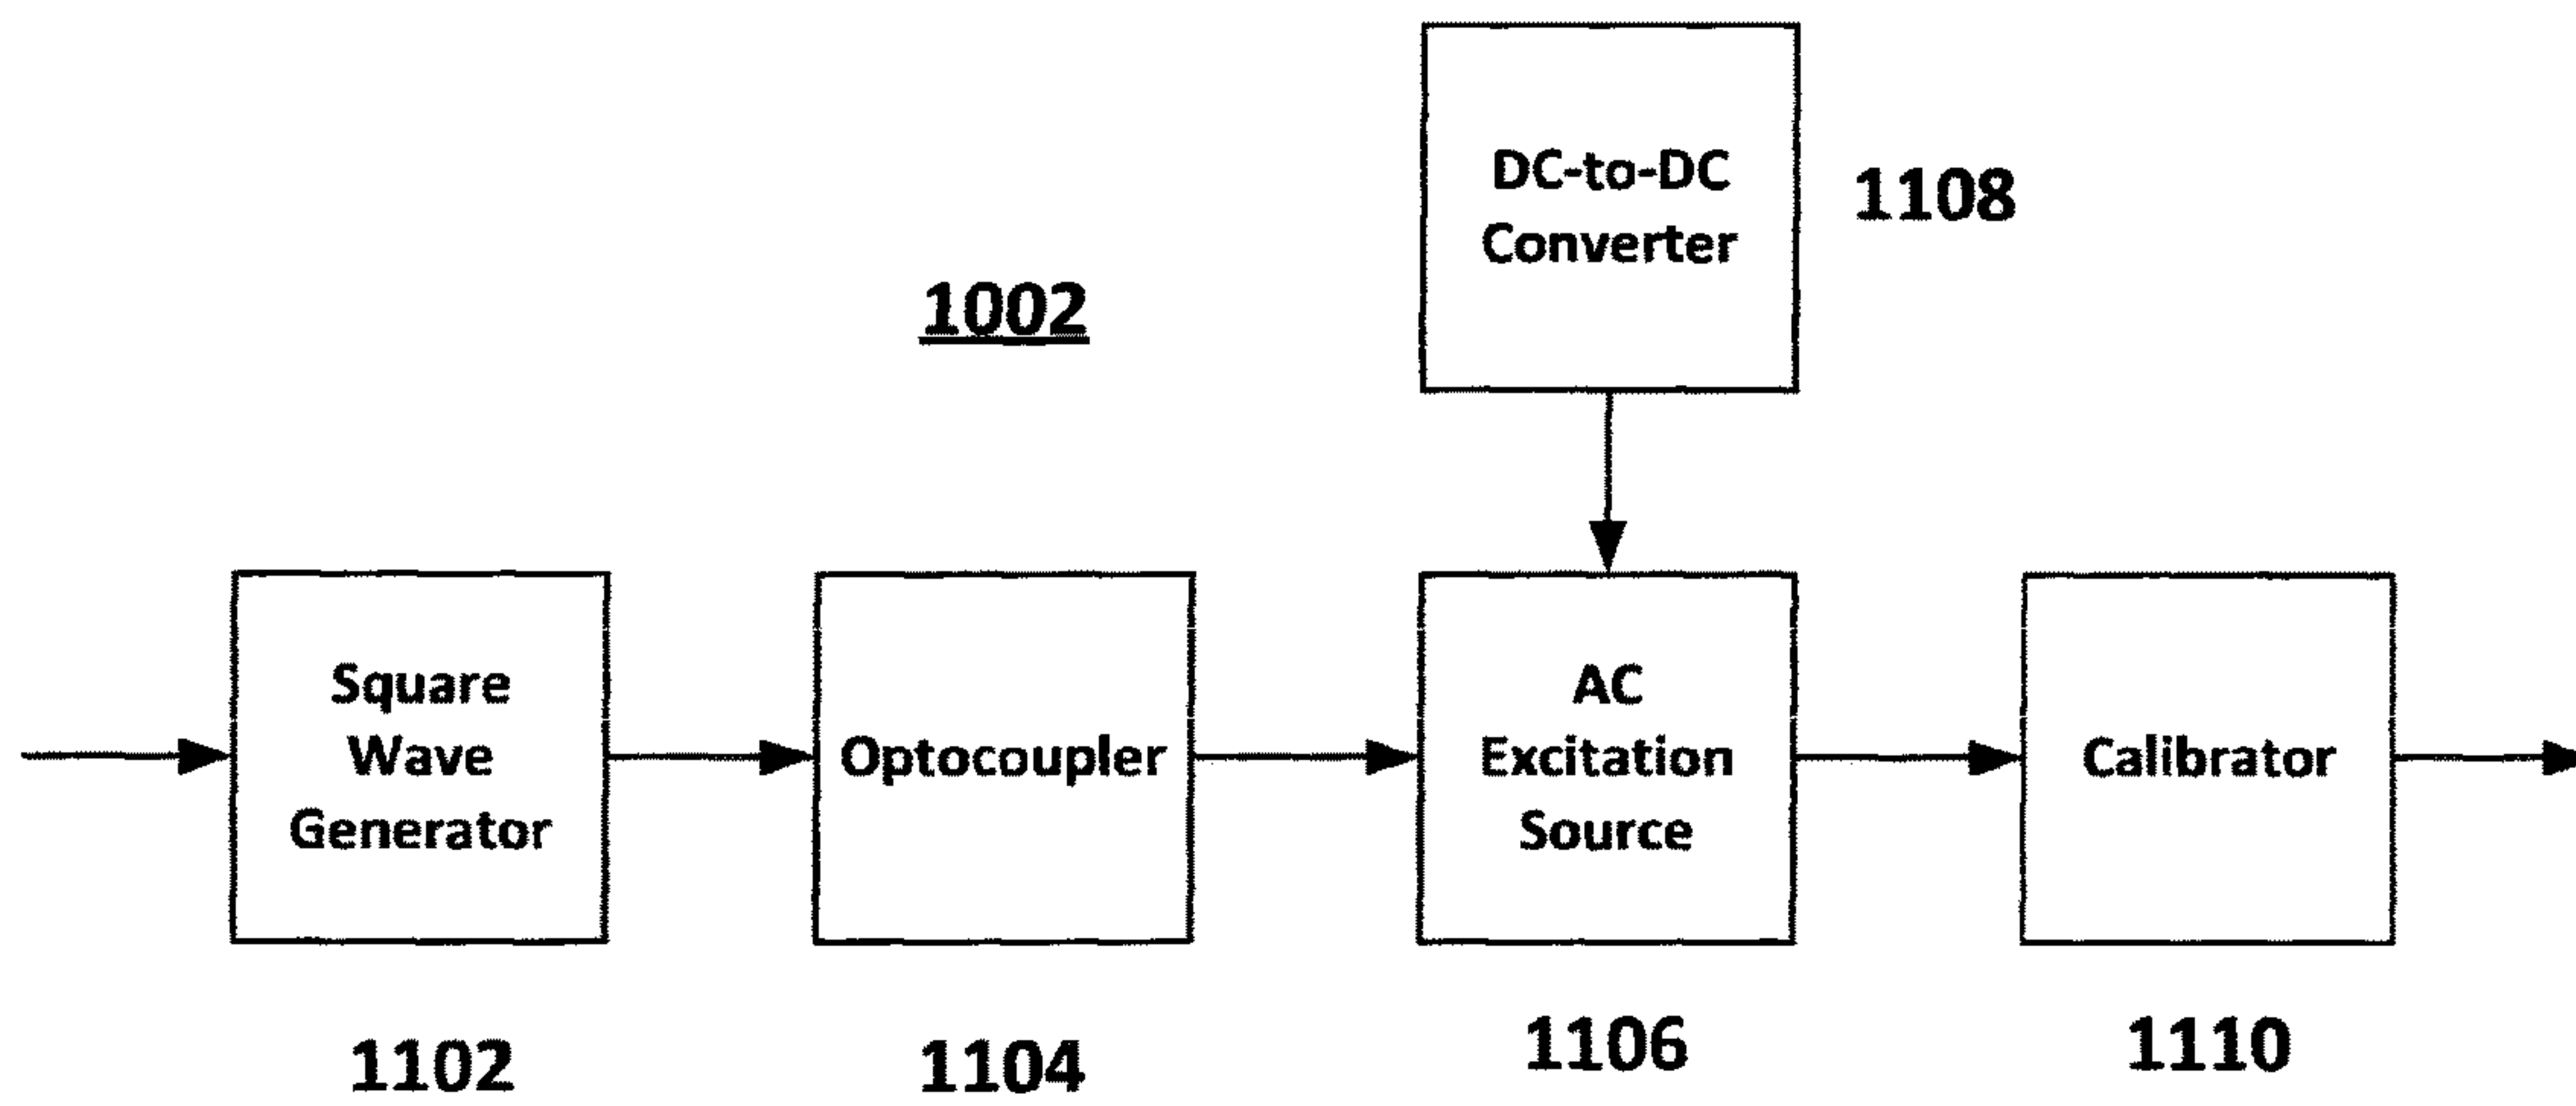 DC-to-DC
Converter
1108
1002
Square
Wave
Generator
Optocoupler
AC
Excitation
Source
Calibrator
1102
1104
1106
1110